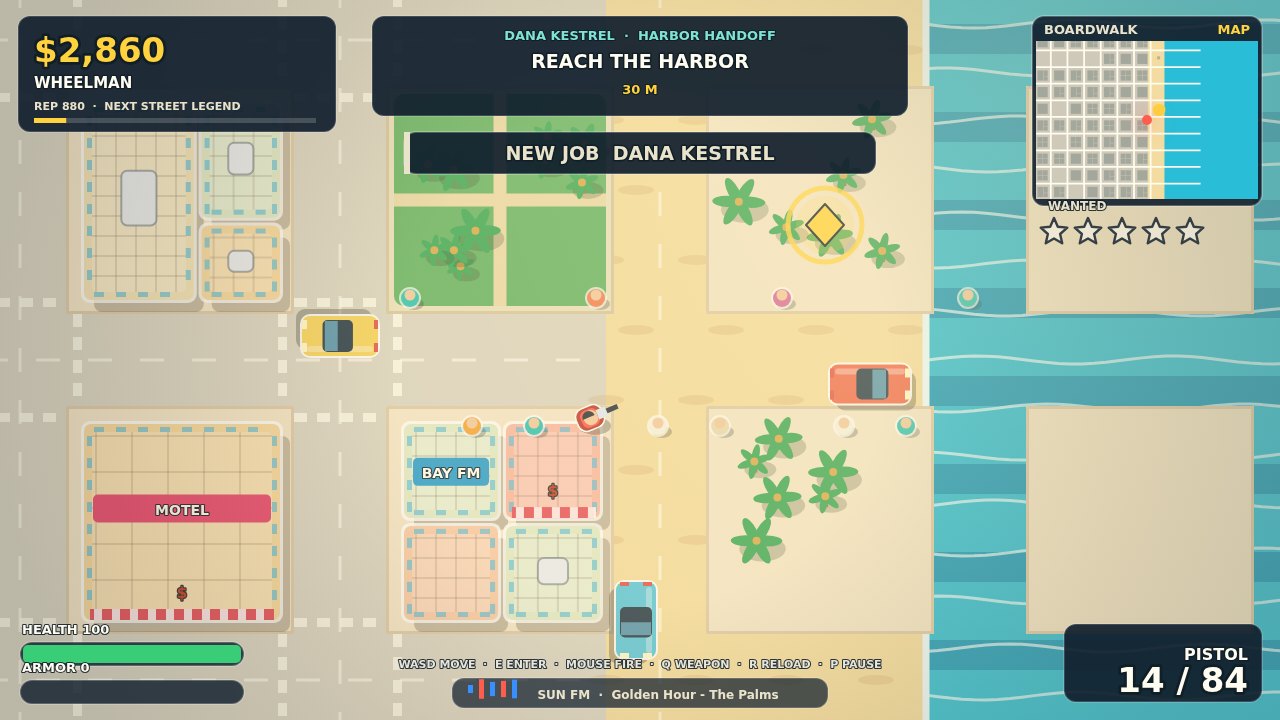 $2,860
WHEELMAN
REP 880 · NEXT STREET LEGEND
DANA KESTREL · HARBOR HANDOFF
REACH THE HARBOR
30 M
NEW JOB DANA KESTREL
BOARDWALK MAP
WANTED
BAY FM
$
MOTEL
$
HEALTH 100
ARMOR 0
WASD MOVE · E ENTER · MOUSE FIRE · Q WEAPON · R RELOAD · P PAUSE
SUN FM · Golden Hour - The Palms
PISTOL
14 / 84